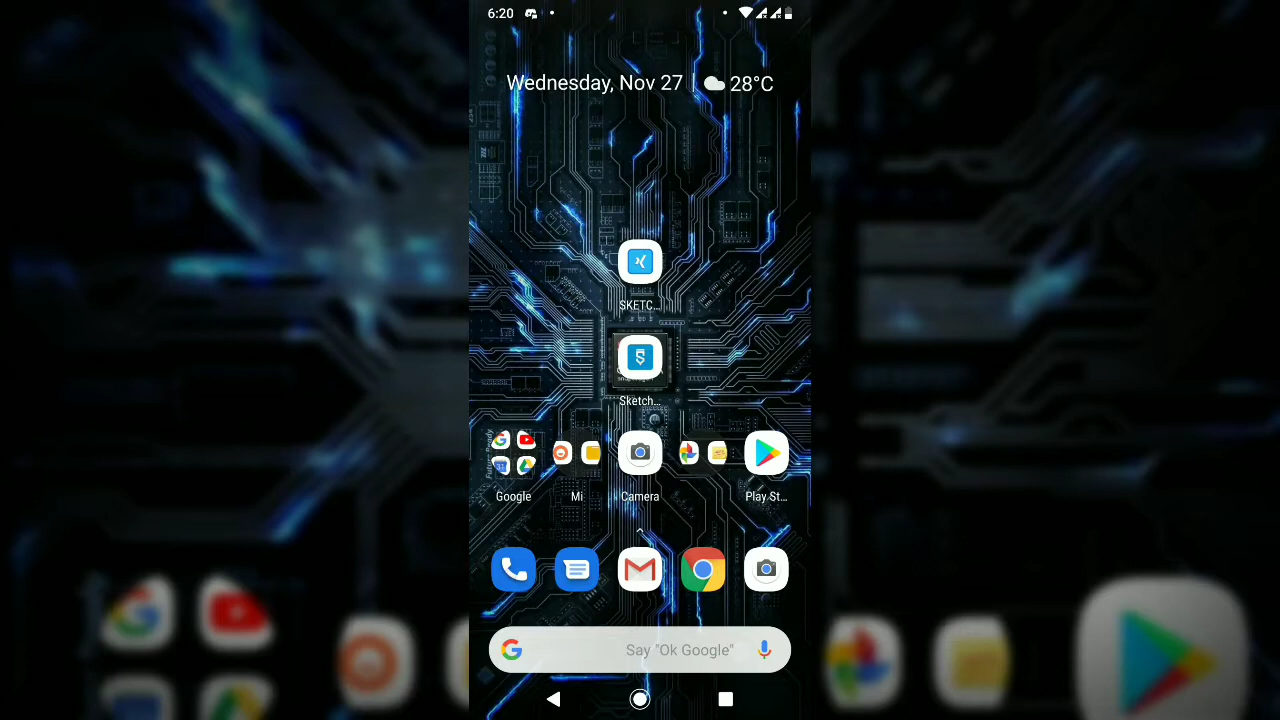 6:20
Wednesday, Nov 27 | 28°C
SKETC...
Sketch...
Google
Mi
Camera
Play St...
Say "Ok Google"